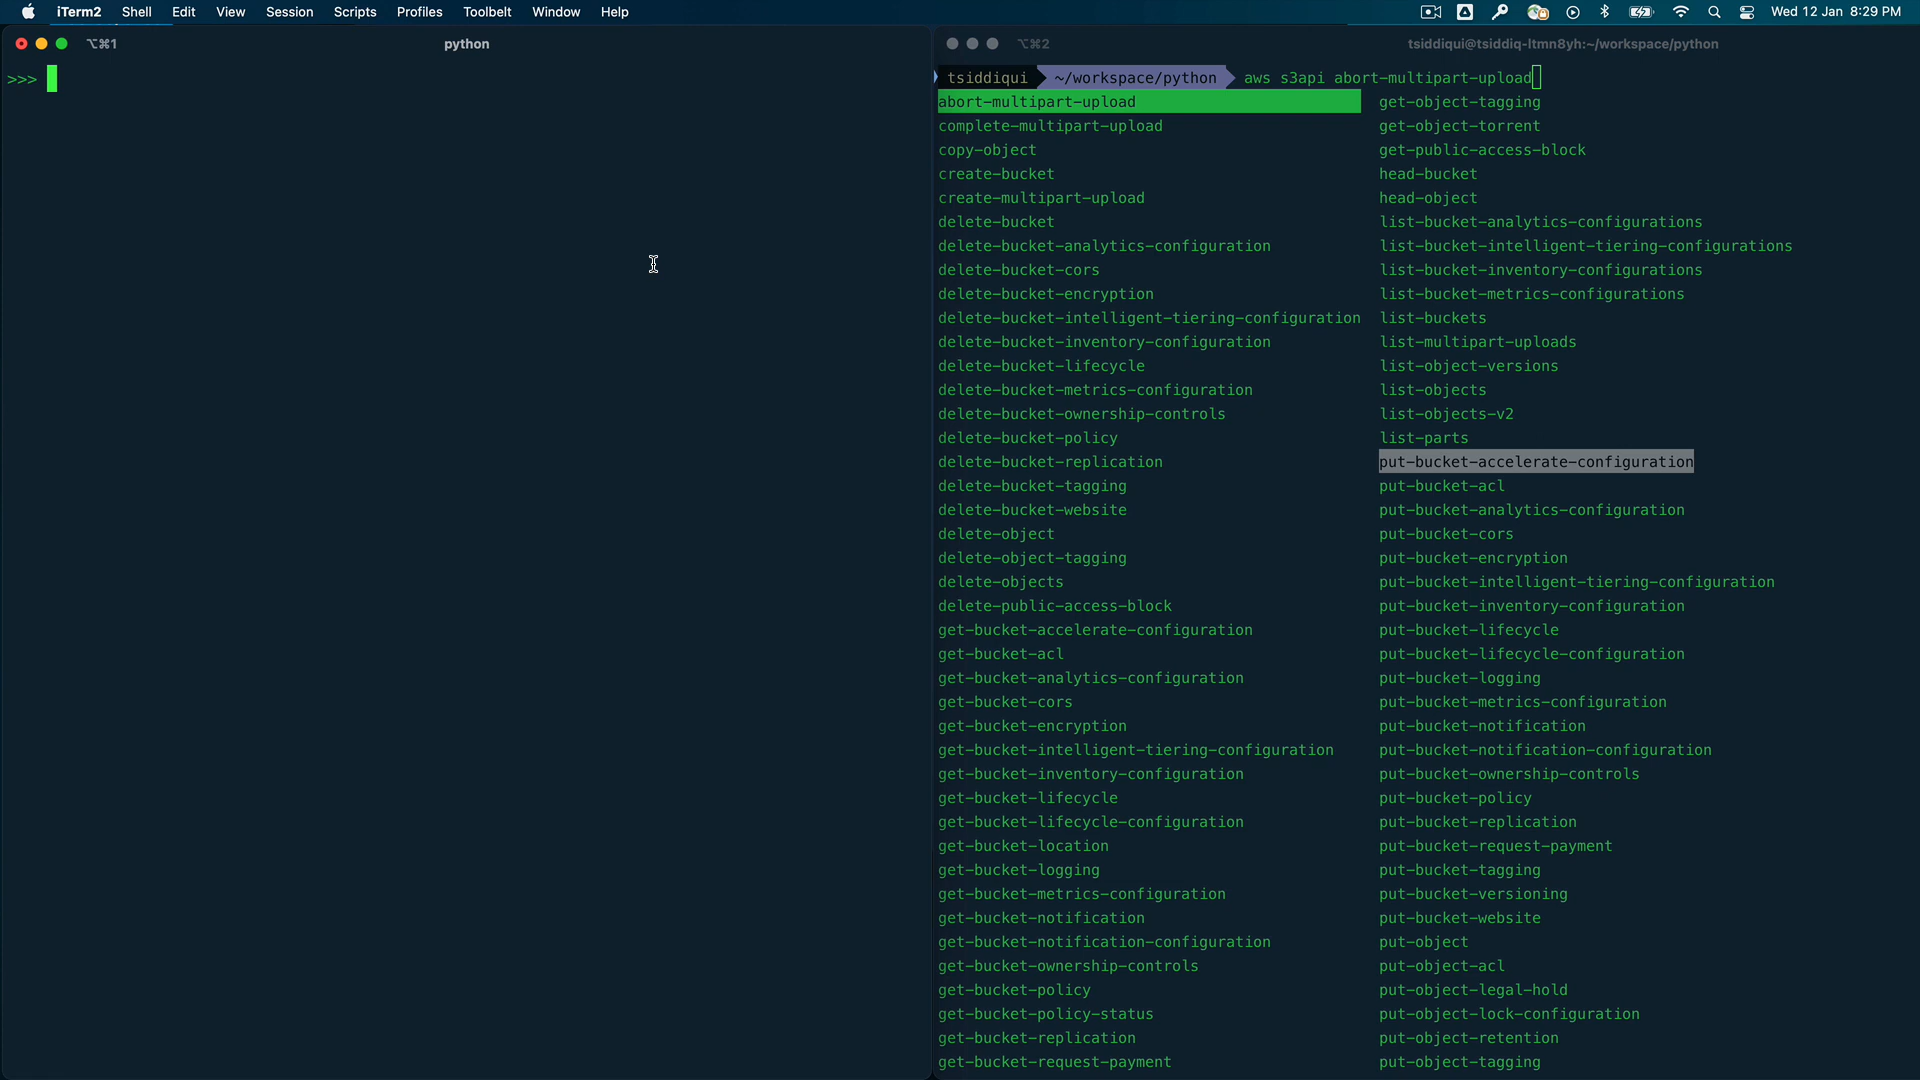 iTerm2 Shell Edit View Session Scripts Profiles Toolbelt Window Help Wed 12 Jan 8:29 PM
⌥⌘1 python
>>>
⌥⌘2 tsiddiqui@tsiddiq-ltmn8yh:~/workspace/python
tsiddiqui ~/workspace/python aws s3api abort-multipart-upload
abort-multipart-upload get-object-tagging
complete-multipart-upload get-object-torrent
copy-object get-public-access-block
create-bucket head-bucket
create-multipart-upload head-object
delete-bucket list-bucket-analytics-configurations
delete-bucket-analytics-configuration list-bucket-intelligent-tiering-configurations
delete-bucket-cors list-bucket-inventory-configurations
delete-bucket-encryption list-bucket-metrics-configurations
delete-bucket-intelligent-tiering-configuration list-buckets
delete-bucket-inventory-configuration list-multipart-uploads
delete-bucket-lifecycle list-object-versions
delete-bucket-metrics-configuration list-objects
delete-bucket-ownership-controls list-objects-v2
delete-bucket-policy list-parts
delete-bucket-replication put-bucket-accelerate-configuration
delete-bucket-tagging put-bucket-acl
delete-bucket-website put-bucket-analytics-configuration
delete-object put-bucket-cors
delete-object-tagging put-bucket-encryption
delete-objects put-bucket-intelligent-tiering-configuration
delete-public-access-block put-bucket-inventory-configuration
get-bucket-accelerate-configuration put-bucket-lifecycle
get-bucket-acl put-bucket-lifecycle-configuration
get-bucket-analytics-configuration put-bucket-logging
get-bucket-cors put-bucket-metrics-configuration
get-bucket-encryption put-bucket-notification
get-bucket-intelligent-tiering-configuration put-bucket-notification-configuration
get-bucket-inventory-configuration put-bucket-ownership-controls
get-bucket-lifecycle put-bucket-policy
get-bucket-lifecycle-configuration put-bucket-replication
get-bucket-location put-bucket-request-payment
get-bucket-logging put-bucket-tagging
get-bucket-metrics-configuration put-bucket-versioning
get-bucket-notification put-bucket-website
get-bucket-notification-configuration put-object
get-bucket-ownership-controls put-object-acl
get-bucket-policy put-object-legal-hold
get-bucket-policy-status put-object-lock-configuration
get-bucket-replication put-object-retention
get-bucket-request-payment put-object-tagging